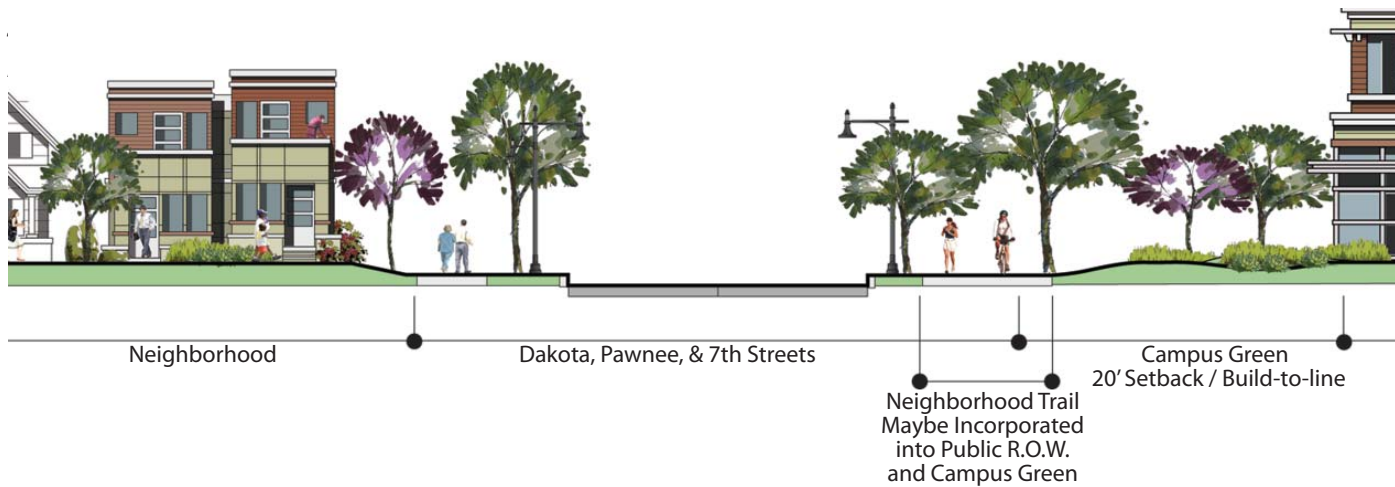 Neighborhood
Dakota, Pawnee, & 7th Streets
Campus Green
20' Setback / Build-to-line
Neighborhood Trail
Maybe Incorporated
into Public R.O.W.
and Campus Green